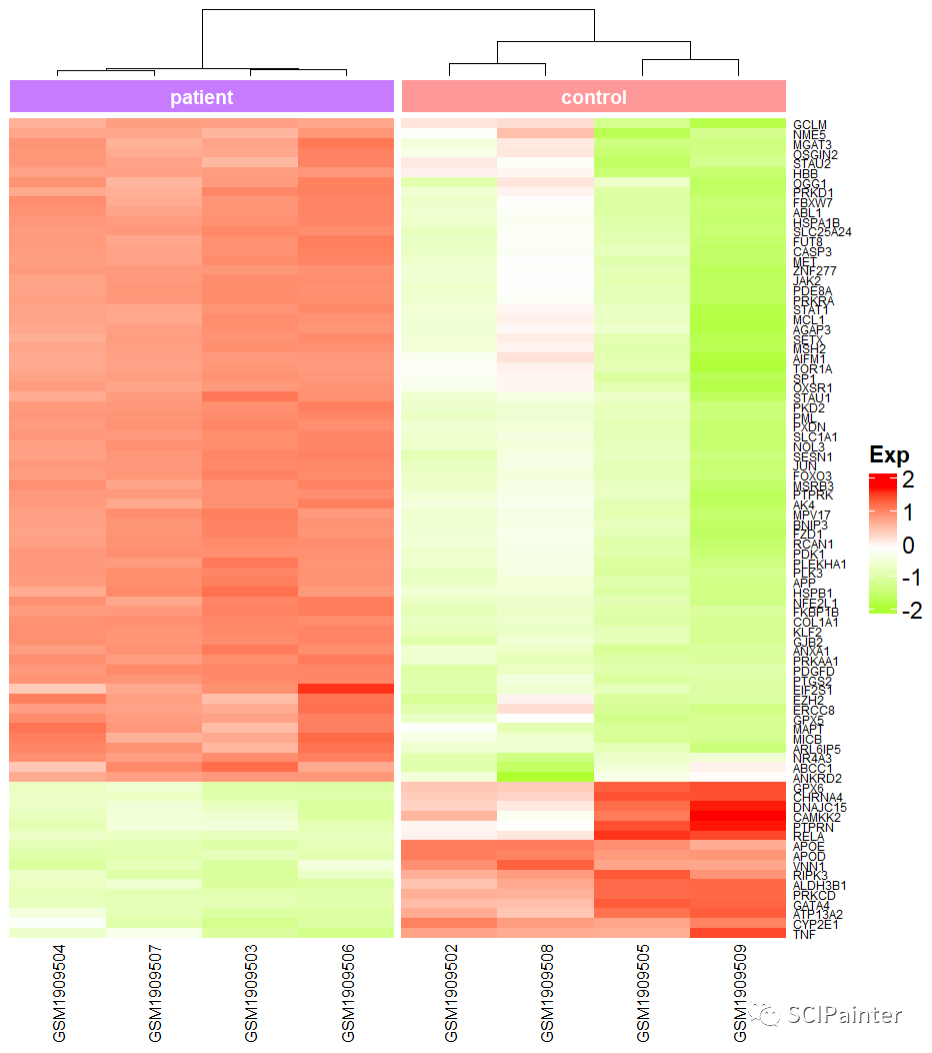 patient
control
GCLM
NME5
MGAT3
OSGIN2
STAU2
HBB
OGG1
PRKD1
FBXW7
ABL1
HSPA1B
SLC25A24
FUT8
CASP3
MET
ZNF277
JAK2
PDE8A
PRKRA
STAT1
MCL1
AGAP3
SETX
MSH2
AIFM1
TOR1A
SP1
OXSR1
STAU1
PKD2
PML
PXDN
SLC1A1
NOL3
SESN1
JUN
FOXO3
MSRB3
PTPRK
AK4
MPV17
BNIP3
FZD1
RCAN1
PDK1
PLEKHA1
PLK3
APP
HSPB1
NFE2L1
FKBP1B
COL1A1
KLF2
GJB2
ANXA1
PRKAA1
PDGFD
PTGS2
EIF2S1
EZH2
ERCC8
GPX5
MAPT
MICB
ARL6IP5
NR4A3
ABCC1
ANKRD2
GPX6
CHRNA4
DNAJC15
CAMKK2
PTPRN
RELA
APOE
APOD
VNN1
RIPK3
ALDH3B1
PRKCD
GATA4
ATP13A2
CYP2E1
TNF
Exp
2
1
0
-1
-2
GSM1909504
GSM1909507
GSM1909503
GSM1909506
GSM1909502
GSM1909508
GSM1909505
GSM1909509
SCIPainter